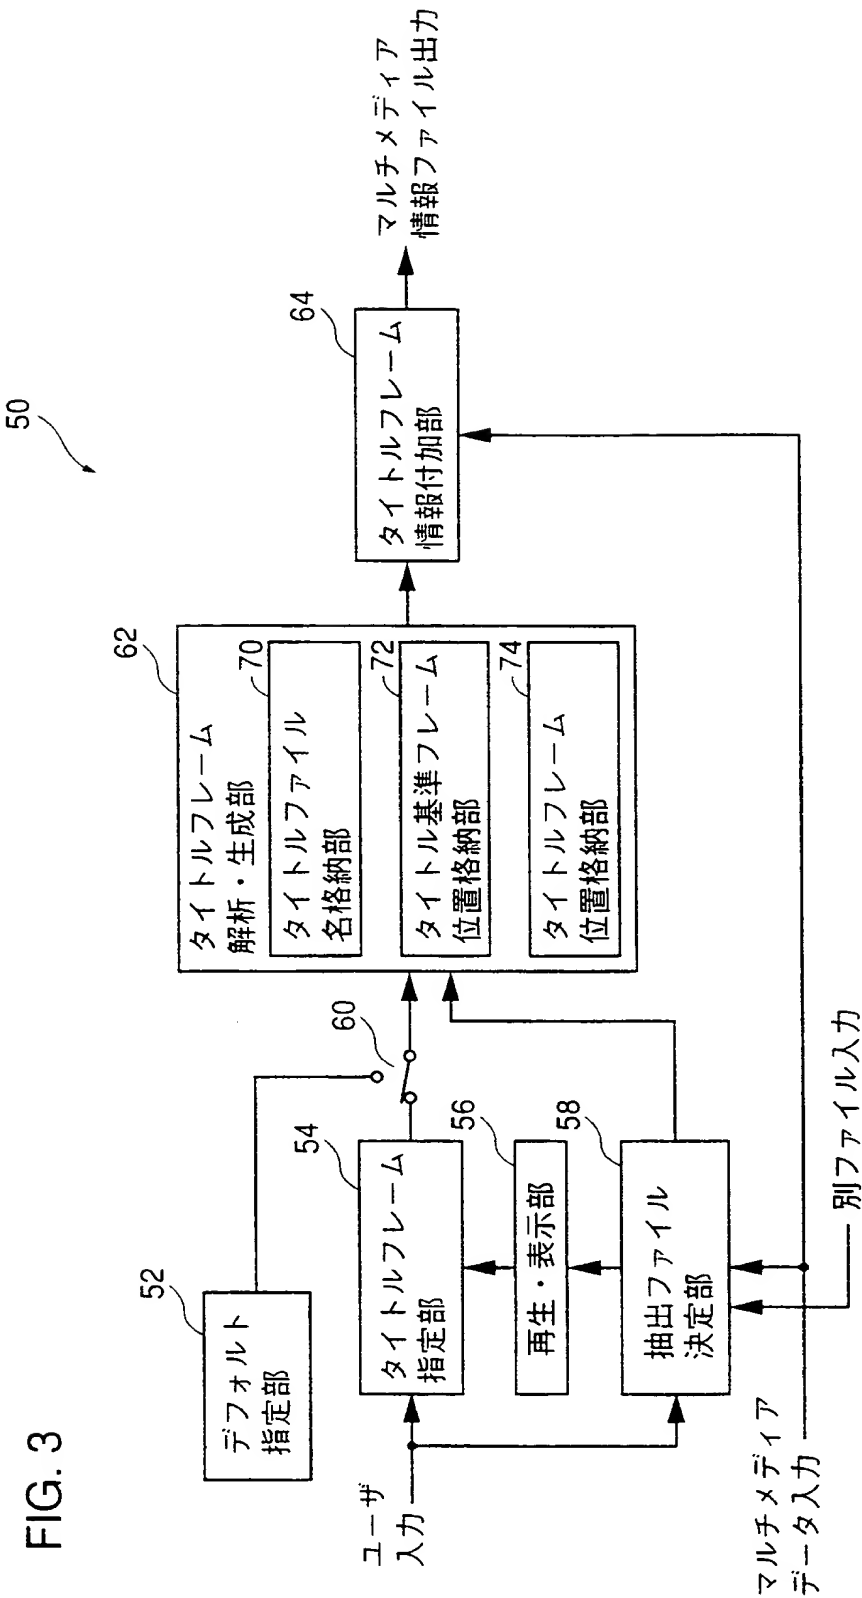 FIG. 3
50
52
デフォルト
指定部
ユーザ
入力
54
タイトルフレーム
指定部
56
再生・表示部
58
抽出ファイル
決定部
マルチメディア
データ入力
別ファイル入力
60
62
タイトルフレーム
解析・生成部
70
タイトルファイル
名格納部
72
タイトル基準フレーム
位置格納部
74
タイトルフレーム
位置格納部
64
タイトルフレーム
情報付加部
マルチメディア
情報ファイル出力